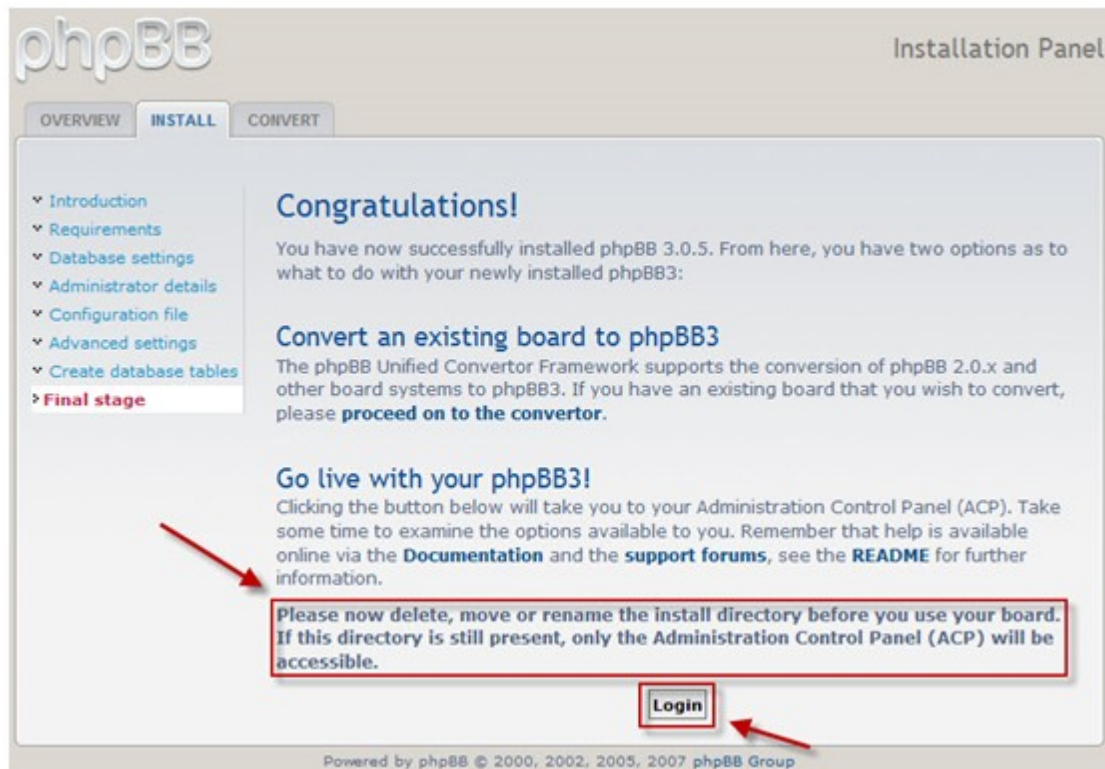 phpBB
Installation Panel
OVERVIEW INSTALL CONVERT
Introduction
Requirements
Database settings
Administrator details
Configuration file
Advanced settings
Create database tables
Final stage
Congratulations!
You have now successfully installed phpBB 3.0.5. From here, you have two options as to
what to do with your newly installed phpBB3:
Convert an existing board to phpBB3
The phpBB Unified Convertor Framework supports the conversion of phpBB 2.0.x and
other board systems to phpBB3. If you have an existing board that you wish to convert,
please proceed on to the convertor.
Go live with your phpBB3!
Clicking the button below will take you to your Administration Control Panel (ACP). Take
some time to examine the options available to you. Remember that help is available
online via the Documentation and the support forums, see the README for further
information.
Please now delete, move or rename the install directory before you use your board.
If this directory is still present, only the Administration Control Panel (ACP) will be
accessible.
Login
Powered by phpBB © 2000, 2002, 2005, 2007 phpBB Group